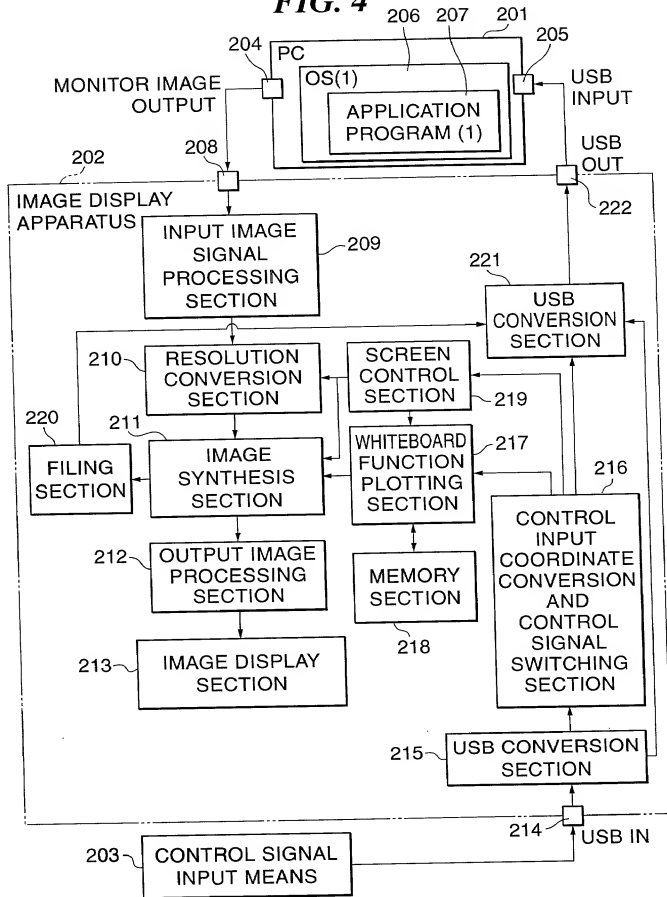 FIG. 4
201
206
207
204
205
PC
OS(1)
APPLICATION
PROGRAM (1)
MONITOR IMAGE
OUTPUT
USB
INPUT
202
208
USB
OUT
222
IMAGE DISPLAY
APPARATUS
INPUT IMAGE
SIGNAL
PROCESSING
SECTION
209
221
USB
CONVERSION
SECTION
210
RESOLUTION
CONVERSION
SECTION
SCREEN
CONTROL
SECTION
219
220
FILING
SECTION
211
IMAGE
SYNTHESIS
SECTION
WHITEBOARD
FUNCTION
PLOTTING
SECTION
217
216
CONTROL
INPUT
COORDINATE
CONVERSION
AND
CONTROL
SIGNAL
SWITCHING
SECTION
212
OUTPUT IMAGE
PROCESSING
SECTION
MEMORY
SECTION
218
213
IMAGE DISPLAY
SECTION
215
USB CONVERSION
SECTION
214
USB IN
203
CONTROL SIGNAL
INPUT MEANS